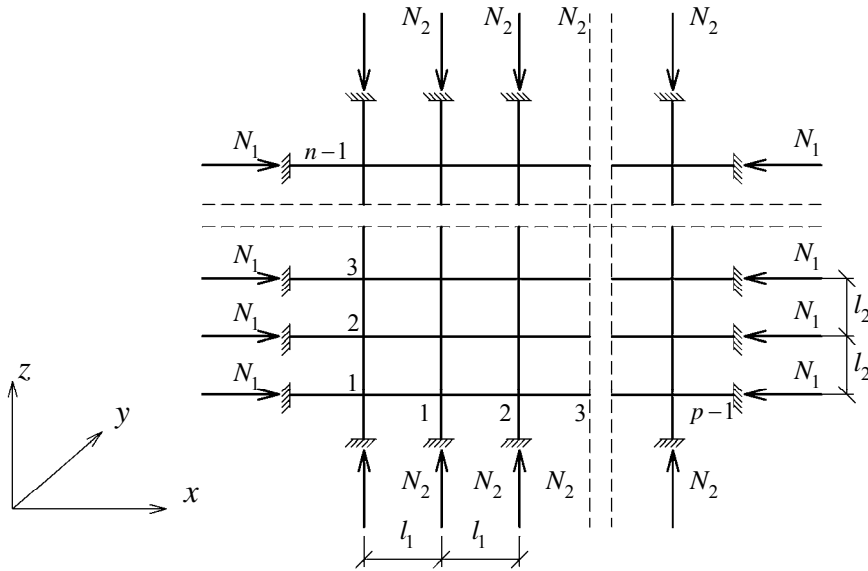 N₂ N₂ N₂ N₂
N₁ n−1 N₁
N₁ 3 N₁
l₂
N₁ 2 N₁
l₂
N₁ 1 N₁
1 2 3 p−1
z
y
x
N₂ N₂ N₂ N₂
l₁ l₁